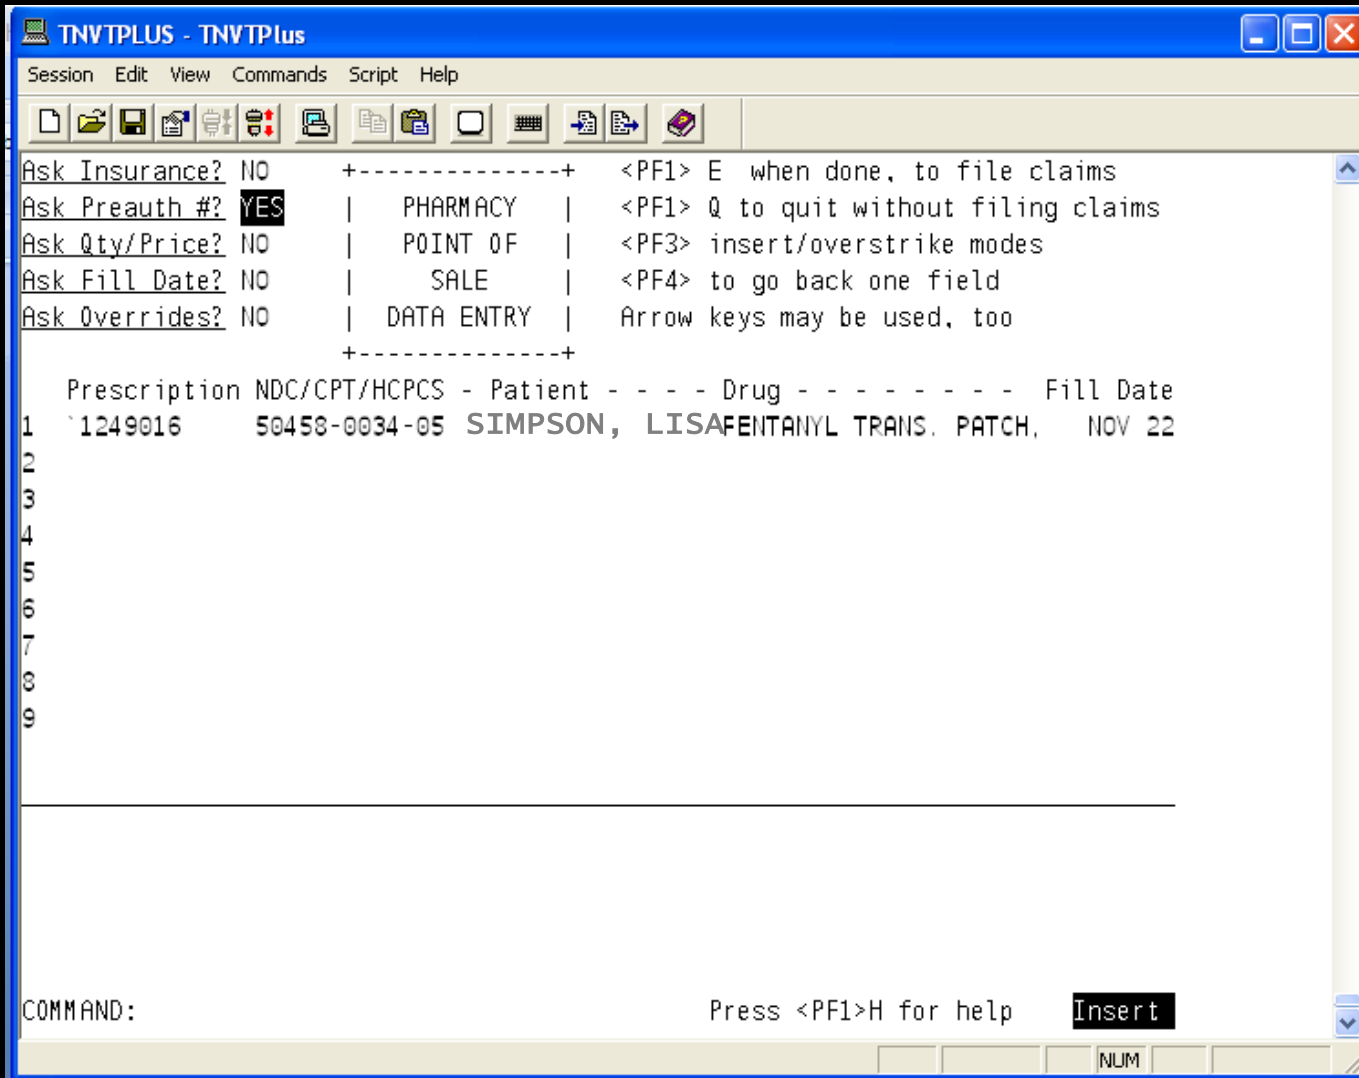 TNVTPLUS - TNVTPlus
Session Edit View Commands Script Help
Ask Insurance? NO +--------------+ <PF1> E when done, to file claims
Ask Preauth #? YES | PHARMACY | <PF1> Q to quit without filing claims
Ask Qty/Price? NO | POINT OF | <PF3> insert/overstrike modes
Ask Fill Date? NO | SALE | <PF4> to go back one field
Ask Overrides? NO | DATA ENTRY | Arrow keys may be used, too
+--------------+
Prescription NDC/CPT/HCPCS - Patient - - - - Drug - - - - - - - - Fill Date
1 `1249016 50458-0034-05 SIMPSON, LISA FENTANYL TRANS. PATCH, NOV 22
2
3
4
5
6
7
8
9
COMMAND: Press <PF1>H for help Insert
NUM